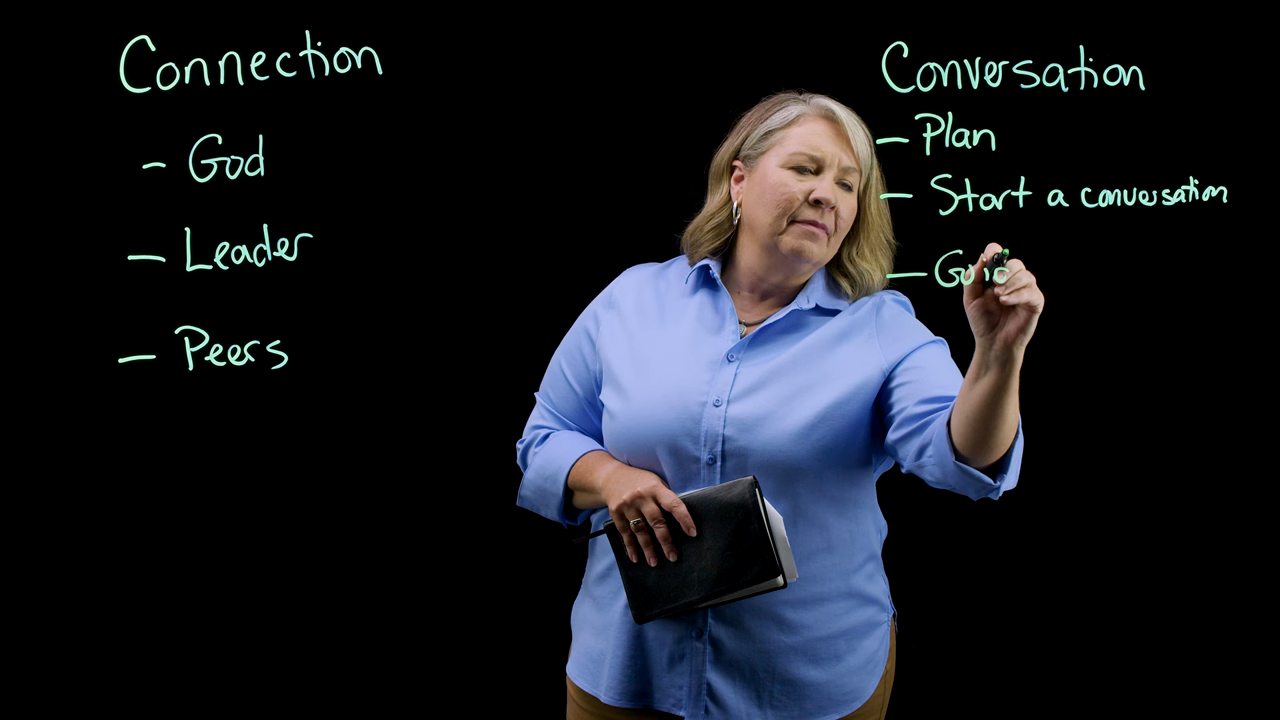 Connection
- God
- Leader
- Peers
Conversation
- Plan
- Start a conversation
-